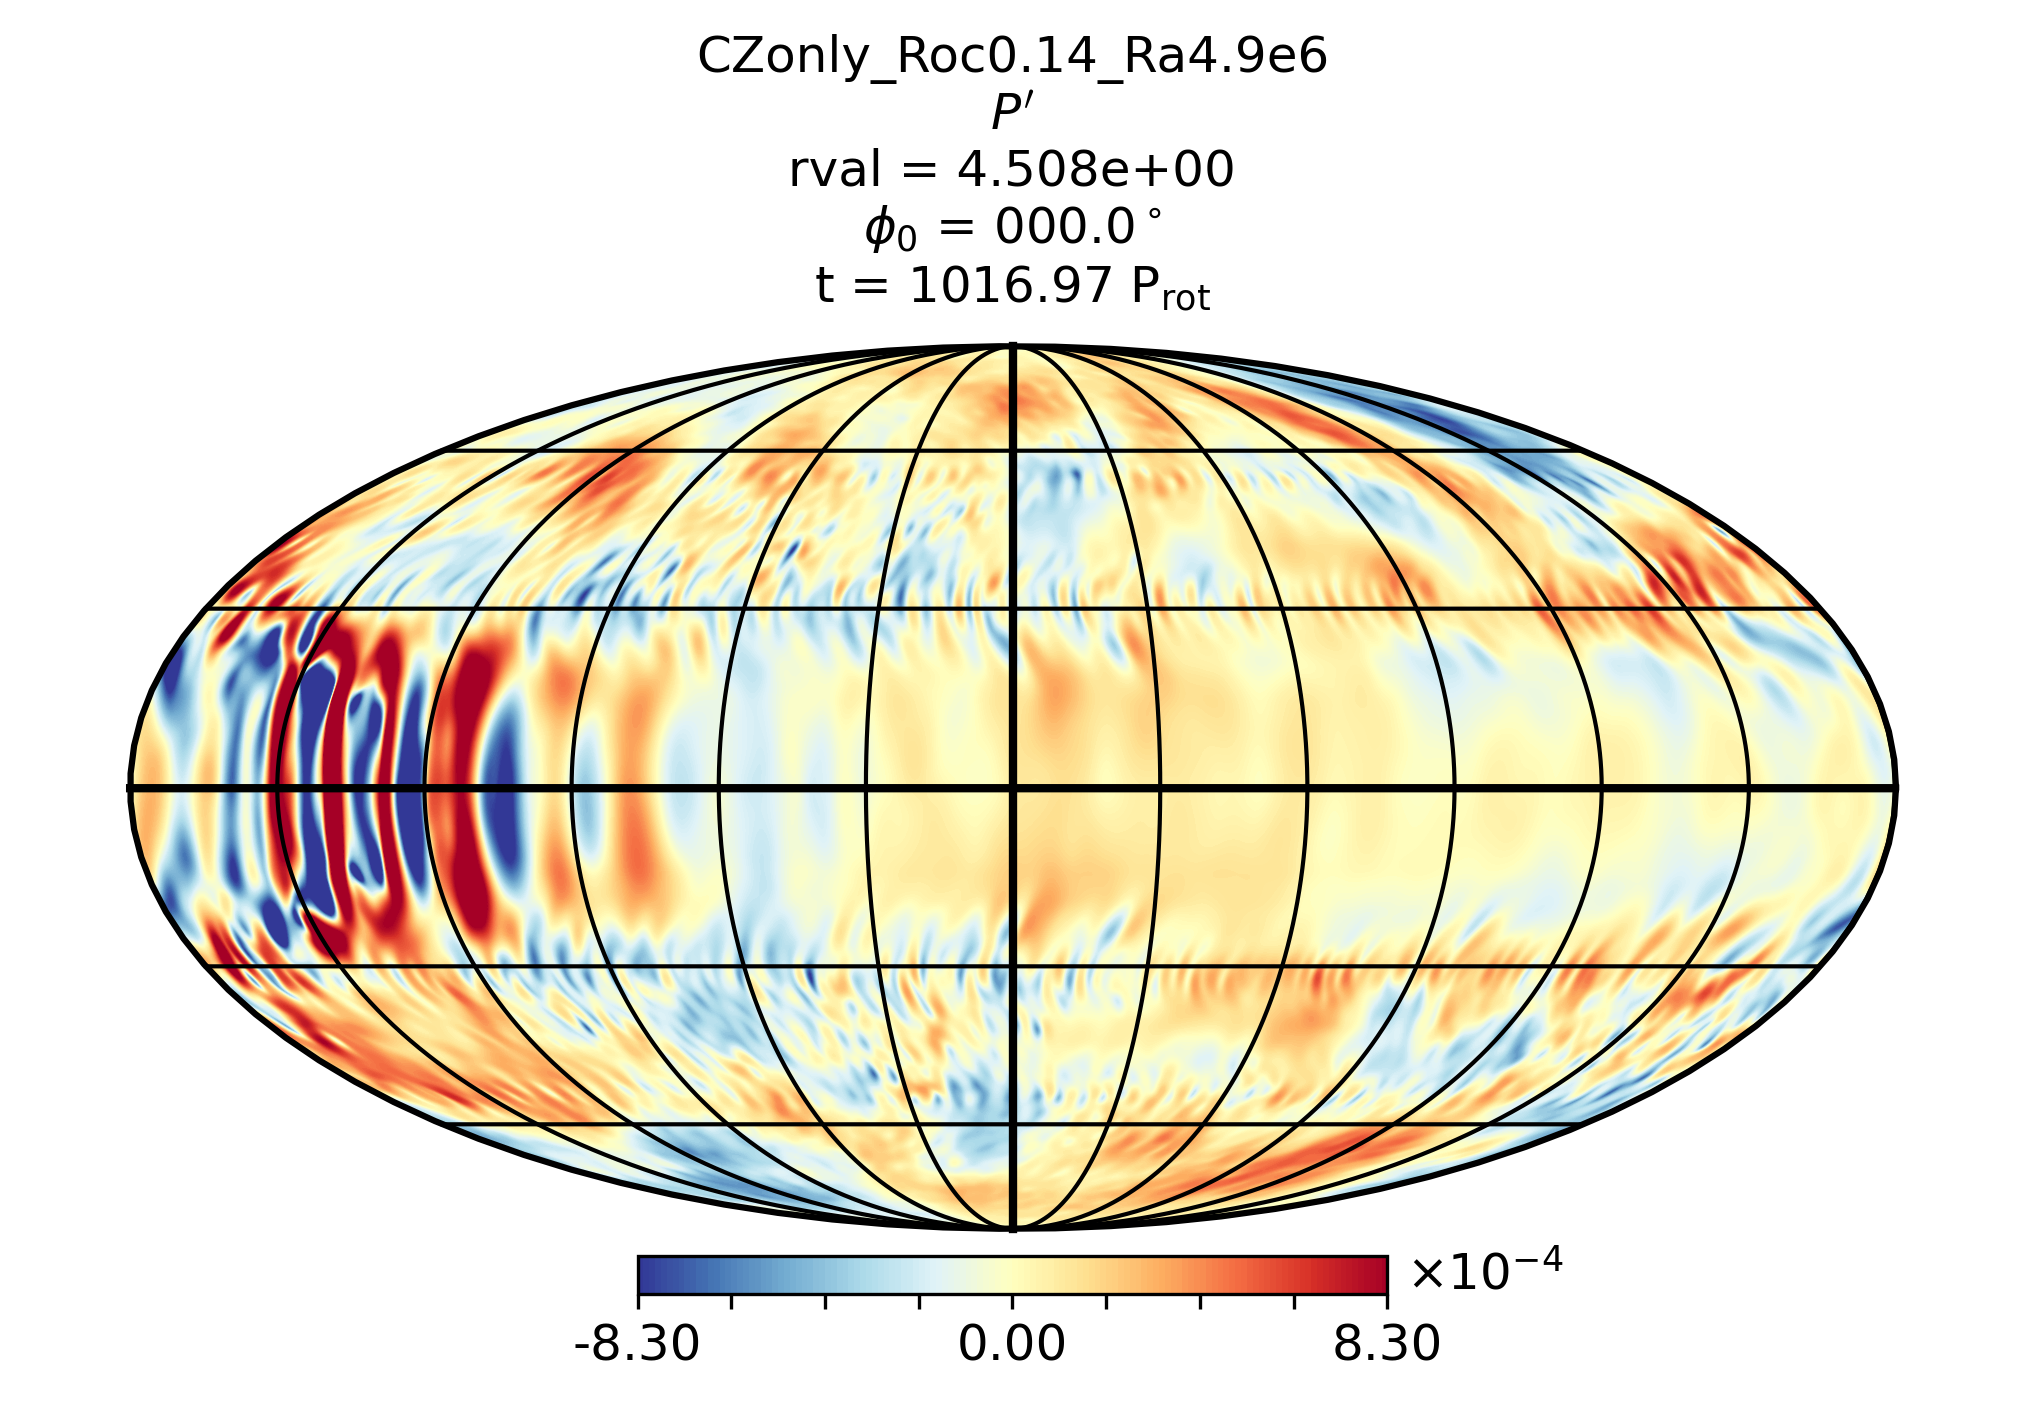 CZonly_Roc0.14_Ra4.9e6
P′
rval = 4.508e+00
ϕ₀ = 000.0°
t = 1016.97 Pᵣₒₜ
×10⁻⁴
-8.30 0.00 8.30